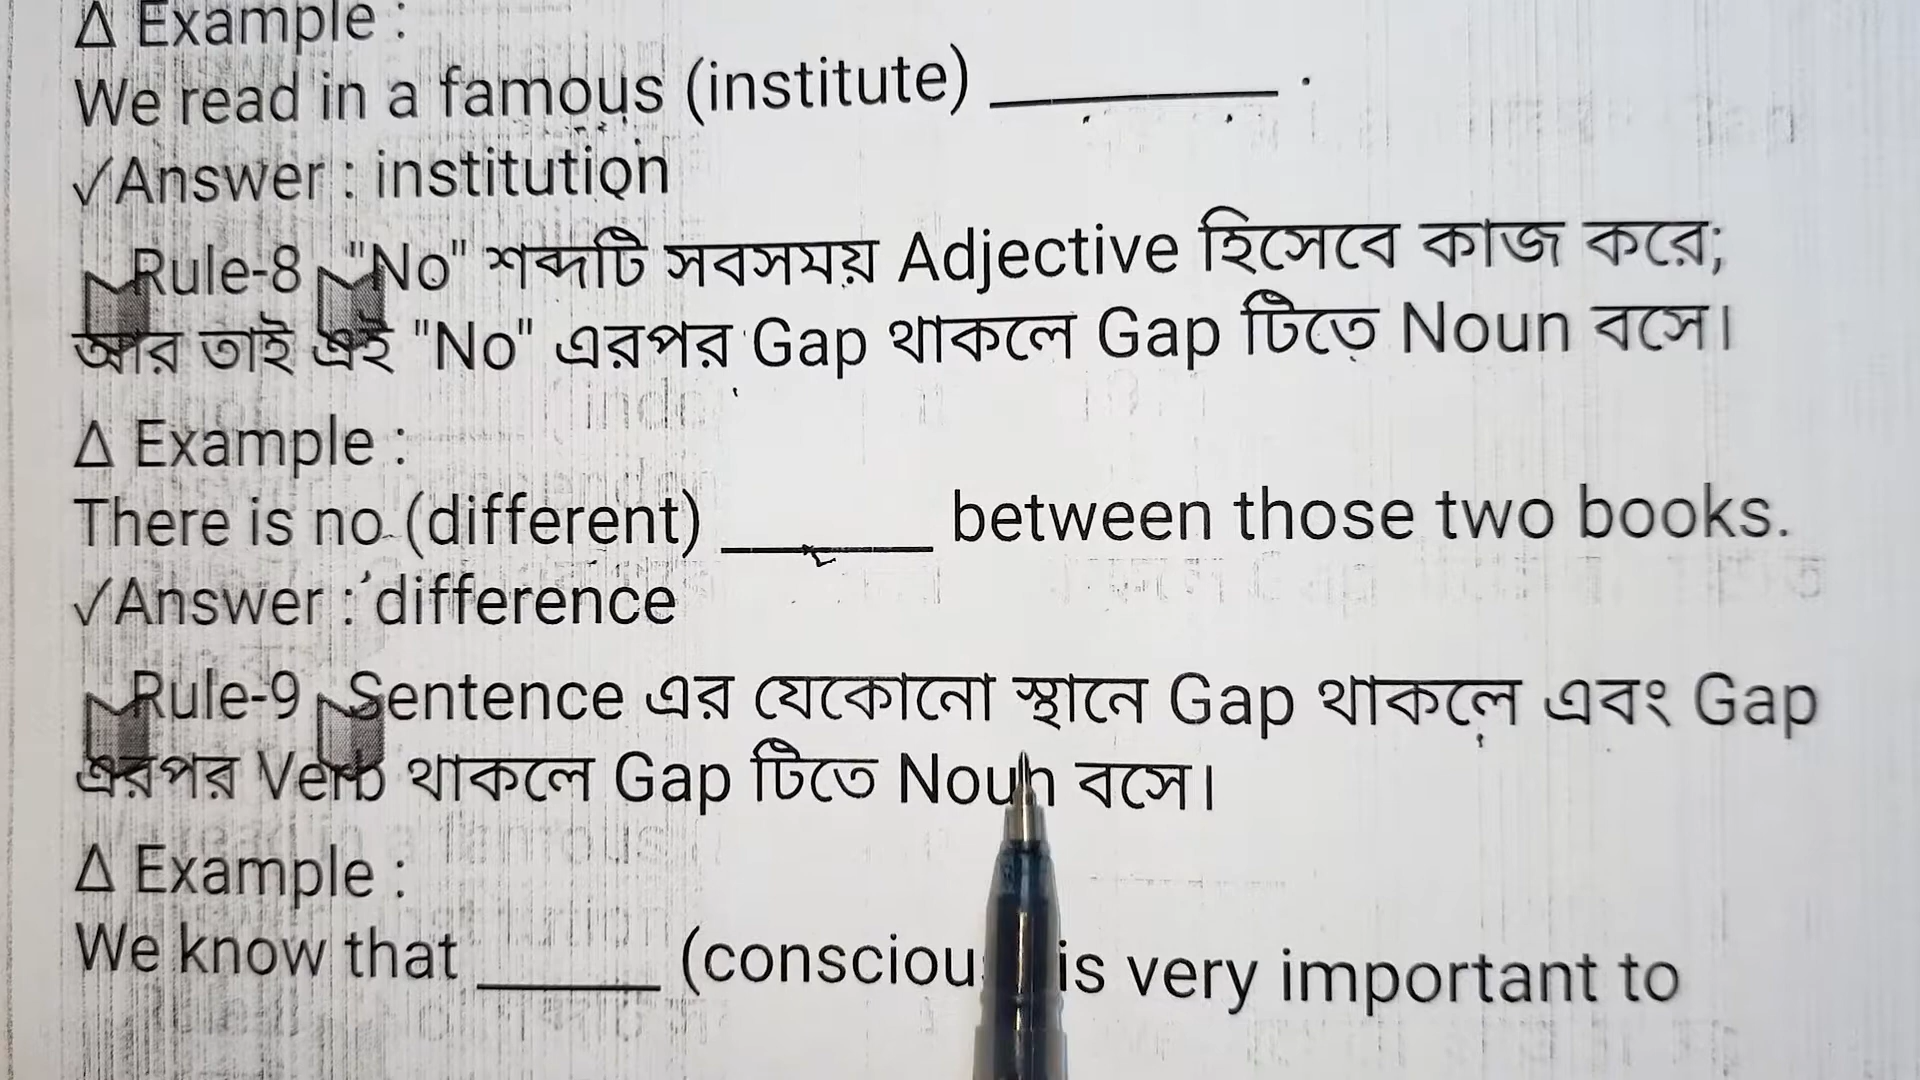 Δ Example :
We read in a famous (institute) ________ .
✓Answer : institution
Rule-8 "No" শব্দটি সবসময় Adjective হিসেবে কাজ করে;
আর তাই এই "No" এরপর Gap থাকলে Gap টিতে Noun বসে।
Δ Example :
There is no (different) ______ between those two books.
✓Answer : difference
Rule-9 Sentence এর যেকোনো স্থানে Gap থাকলে এবং Gap
এরপর Verb থাকলে Gap টিতে Noun বসে।
Δ Example :
We know that _____ (consciou is very important to